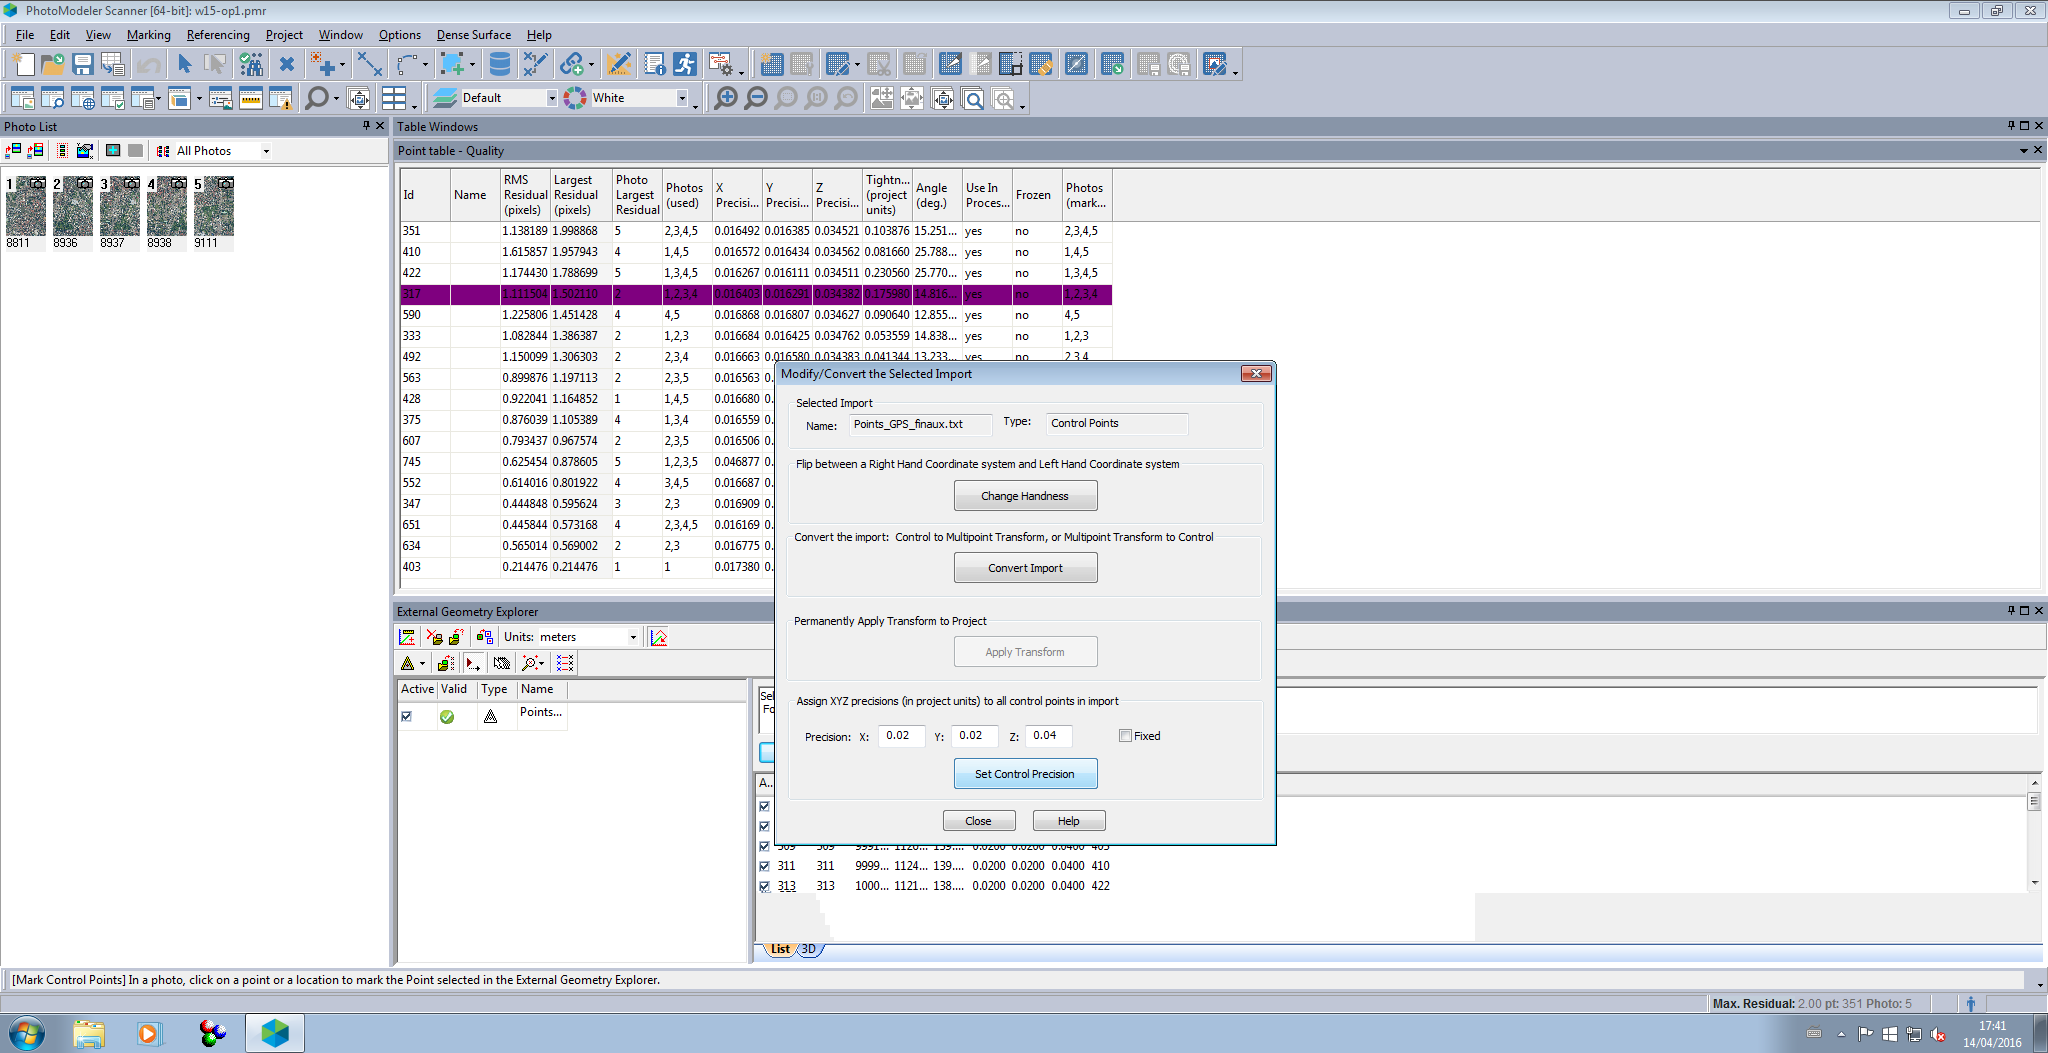 PhotoModeler Scanner [64-bit]: w15-op1.pmr
File Edit View Marking Referencing Project Window Options Dense Surface Help
Default White
Photo List
All Photos
1 2 3 4 5
8811 8936 8937 8938 9111
Table Windows
Point table - Quality
Id Name RMS Residual (pixels) Largest Residual (pixels) Photo Largest Residual Photos (used) X Precisi... Y Precisi... Z Precisi... Tightn... (project units) Angle (deg.) Use In Proces... Frozen Photos (mark...
351 1.138189 1.998868 5 2,3,4,5 0.016492 0.016385 0.034521 0.103876 15.251... yes no 2,3,4,5
410 1.615857 1.957943 4 1,4,5 0.016572 0.016434 0.034562 0.081660 25.788... yes no 1,4,5
422 1.174430 1.788699 5 1,3,4,5 0.016267 0.016111 0.034511 0.230560 25.770... yes no 1,3,4,5
317 1.111504 1.502110 2 1,2,3,4 0.016403 0.016291 0.034382 0.175980 14.816... yes no 1,2,3,4
590 1.225806 1.451428 4 4,5 0.016868 0.016807 0.034627 0.090640 12.855... yes no 4,5
333 1.082844 1.386387 2 1,2,3 0.016684 0.016425 0.034762 0.053559 14.838... yes no 1,2,3
492 1.150099 1.306303 2 2,3,4 0.016663 0.016580 0.034383 0.041344 13.233... yes no 2,3,4
563 0.899876 1.197113 2 2,3,5 0.016563 0.
428 0.922041 1.164852 1 1,4,5 0.016680 0.
375 0.876039 1.105389 4 1,3,4 0.016559 0.
607 0.793437 0.967574 2 2,3,5 0.016506 0.
745 0.625454 0.878605 5 1,2,3,5 0.046877 0.
552 0.614016 0.801922 4 3,4,5 0.016687 0.
347 0.444848 0.595624 3 2,3 0.016909 0.
651 0.445844 0.573168 4 2,3,4,5 0.016169 0.
634 0.565014 0.569002 2 2,3 0.016775 0.
403 0.214476 0.214476 1 1 0.017380 0.
Modify/Convert the Selected Import
Selected Import
Name: Points_GPS_finaux.txt Type: Control Points
Flip between a Right Hand Coordinate system and Left Hand Coordinate system
Change Handness
Convert the import: Control to Multipoint Transform, or Multipoint Transform to Control
Convert Import
Permanently Apply Transform to Project
Apply Transform
Assign XYZ precisions (in project units) to all control points in import
Precision: X: 0.02 Y: 0.02 Z: 0.04 Fixed
Set Control Precision
Close Help
External Geometry Explorer
Units: meters
Active Valid Type Name
Points...
Sel
Fo
A..
311 311 9999... 1124... 139.... 0.0200 0.0200 0.0400 410
313 313 1000... 1121... 138.... 0.0200 0.0200 0.0400 422
List 3D
[Mark Control Points] In a photo, click on a point or a location to mark the Point selected in the External Geometry Explorer.
Max. Residual: 2.00 pt: 351 Photo: 5
17:41
14/04/2016